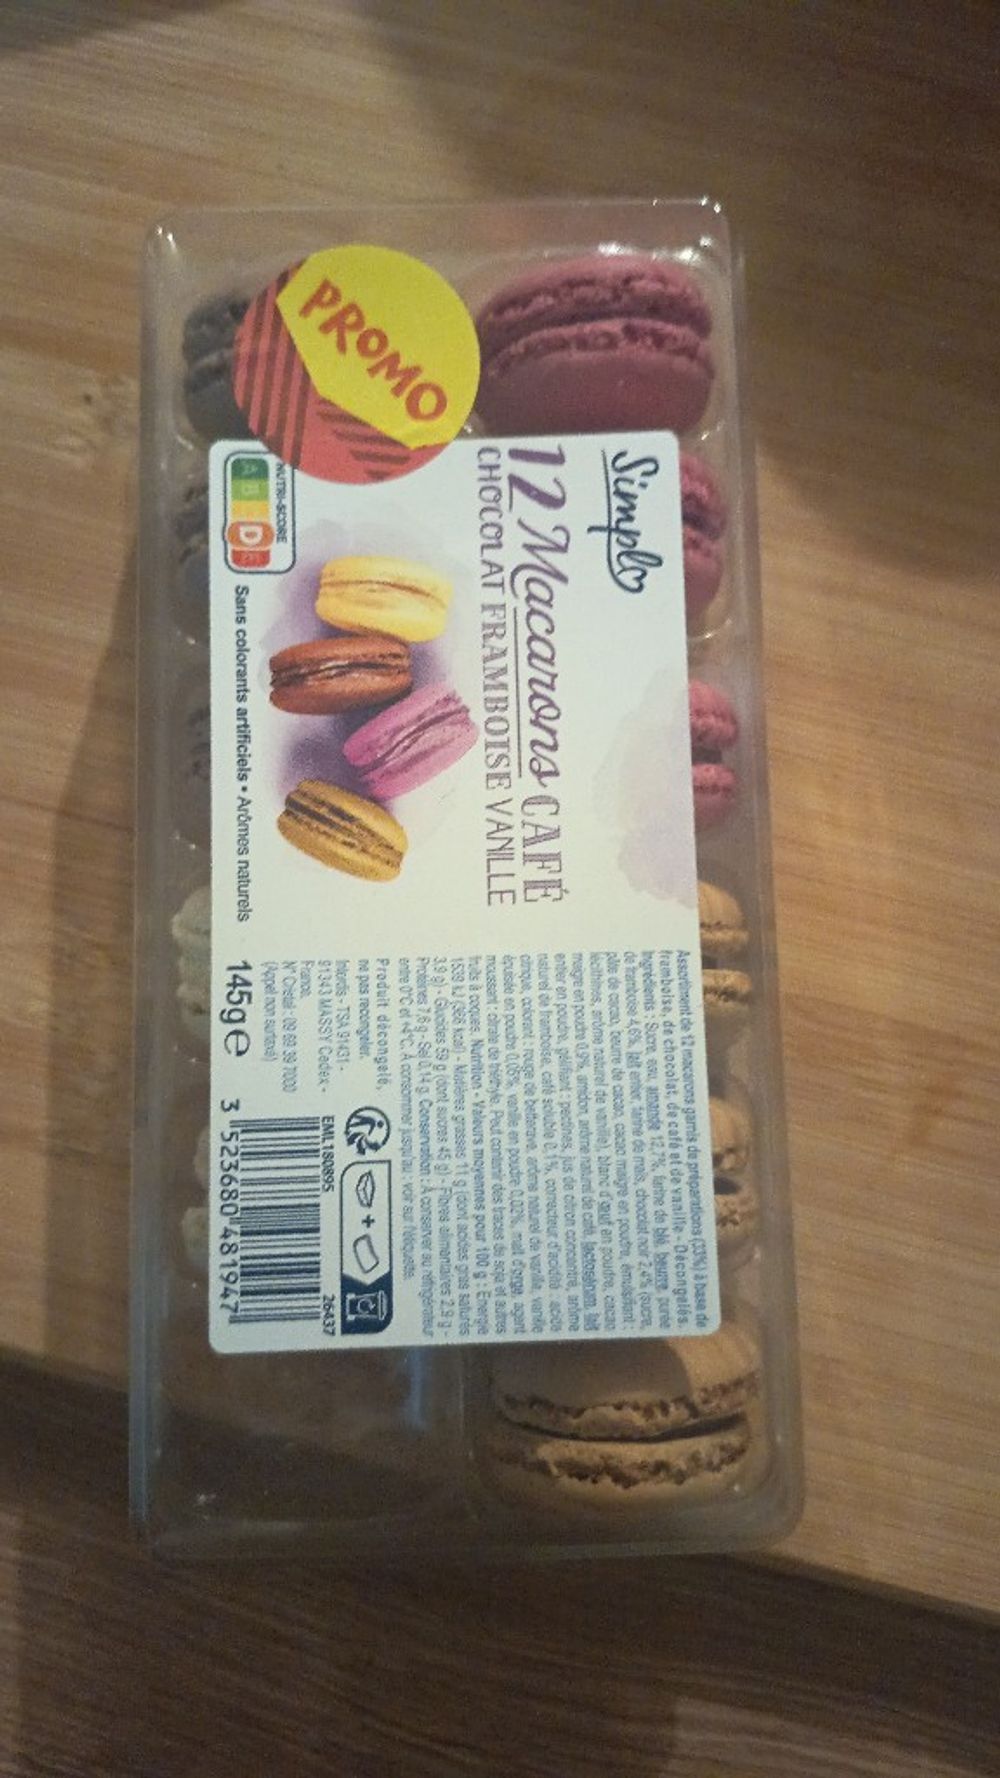 PROMO
Simpl
12 Macarons CAFÉ
CHOCOLAT FRAMBOISE VANILLE
NUTRI-SCORE
A B D E
Sans colorants artificiels • Arômes naturels
145g e
Assortiment de 12 macarons garnis de préparations (33%) à base de
framboise, de chocolat, de café et de vanille - Décongelés.
Ingrédients : Sucre, eau, amande 12,7%, farine de blé, beurre, purée
de framboise 4,6%, lait entier, farine de maïs, chocolat noir 2,4% (sucre,
pâte de cacao, beurre de cacao, cacao maigre en poudre, émulsifiant :
lécithines, arôme naturel de vanille), blanc d'œuf en poudre, cacao
maigre en poudre 0,9%, amidon, arôme naturel de café, lactosérum, lait
entier en poudre, gélifiant : pectines, jus de citron concentré, arôme
naturel de framboise, café soluble 0,1%, correcteur d'acidité : acide
citrique, colorant : rouge de betterave, arôme naturel de vanille, vanille
épuisée en poudre 0,05%, vanille en poudre 0,02%, malt d'orge, agent
moussant : citrate de triéthyle. Peut contenir des traces de soja et autres
fruits à coques. Nutrition - Valeurs moyennes pour 100 g : Energie
1539 kJ (365 kcal) - Matières grasses 11 g (dont acides gras saturés
3,9 g) - Glucides 59 g (dont sucres 45 g) - Fibres alimentaires 2,9 g -
Protéines 7,6 g - Sel 0,14 g. Conservation : A conserver au réfrigérateur
entre 0°C et +4°C. A consommer jusqu'au : voir sur l'étiquette.
Produit décongelé,
ne pas recongeler.
Interdis - TSA 91431 -
91343 MASSY Cedex -
France.
N° Cristal : 09 69 39 7000
(Appel non surtaxé)
EML180895
26437
3 523680 481947